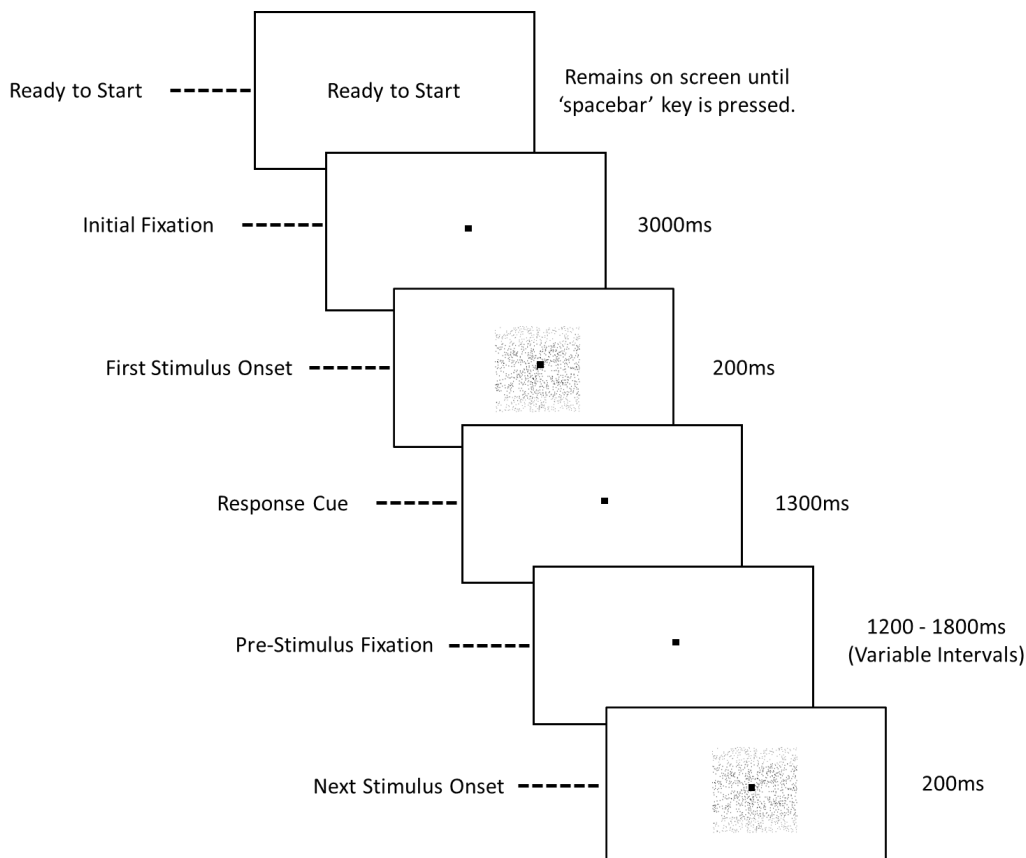 Ready to Start
Ready to Start
Remains on screen until
‘spacebar’ key is pressed.
Initial Fixation
3000ms
First Stimulus Onset
200ms
Response Cue
1300ms
Pre-Stimulus Fixation
1200 - 1800ms
(Variable Intervals)
Next Stimulus Onset
200ms